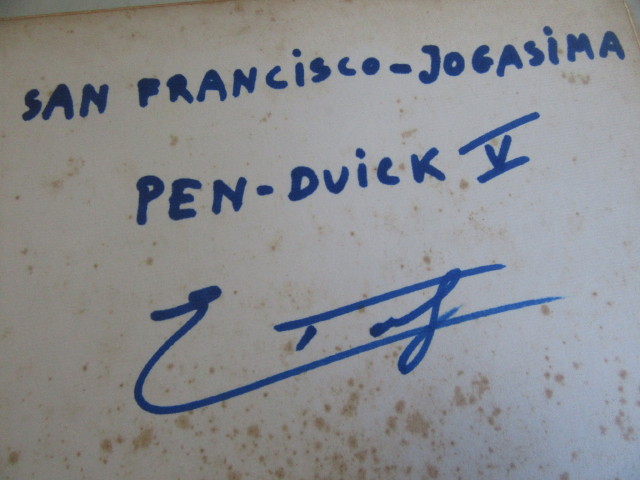 SAN FRANCISCO-JOGASIMA
PEN-DUICK V